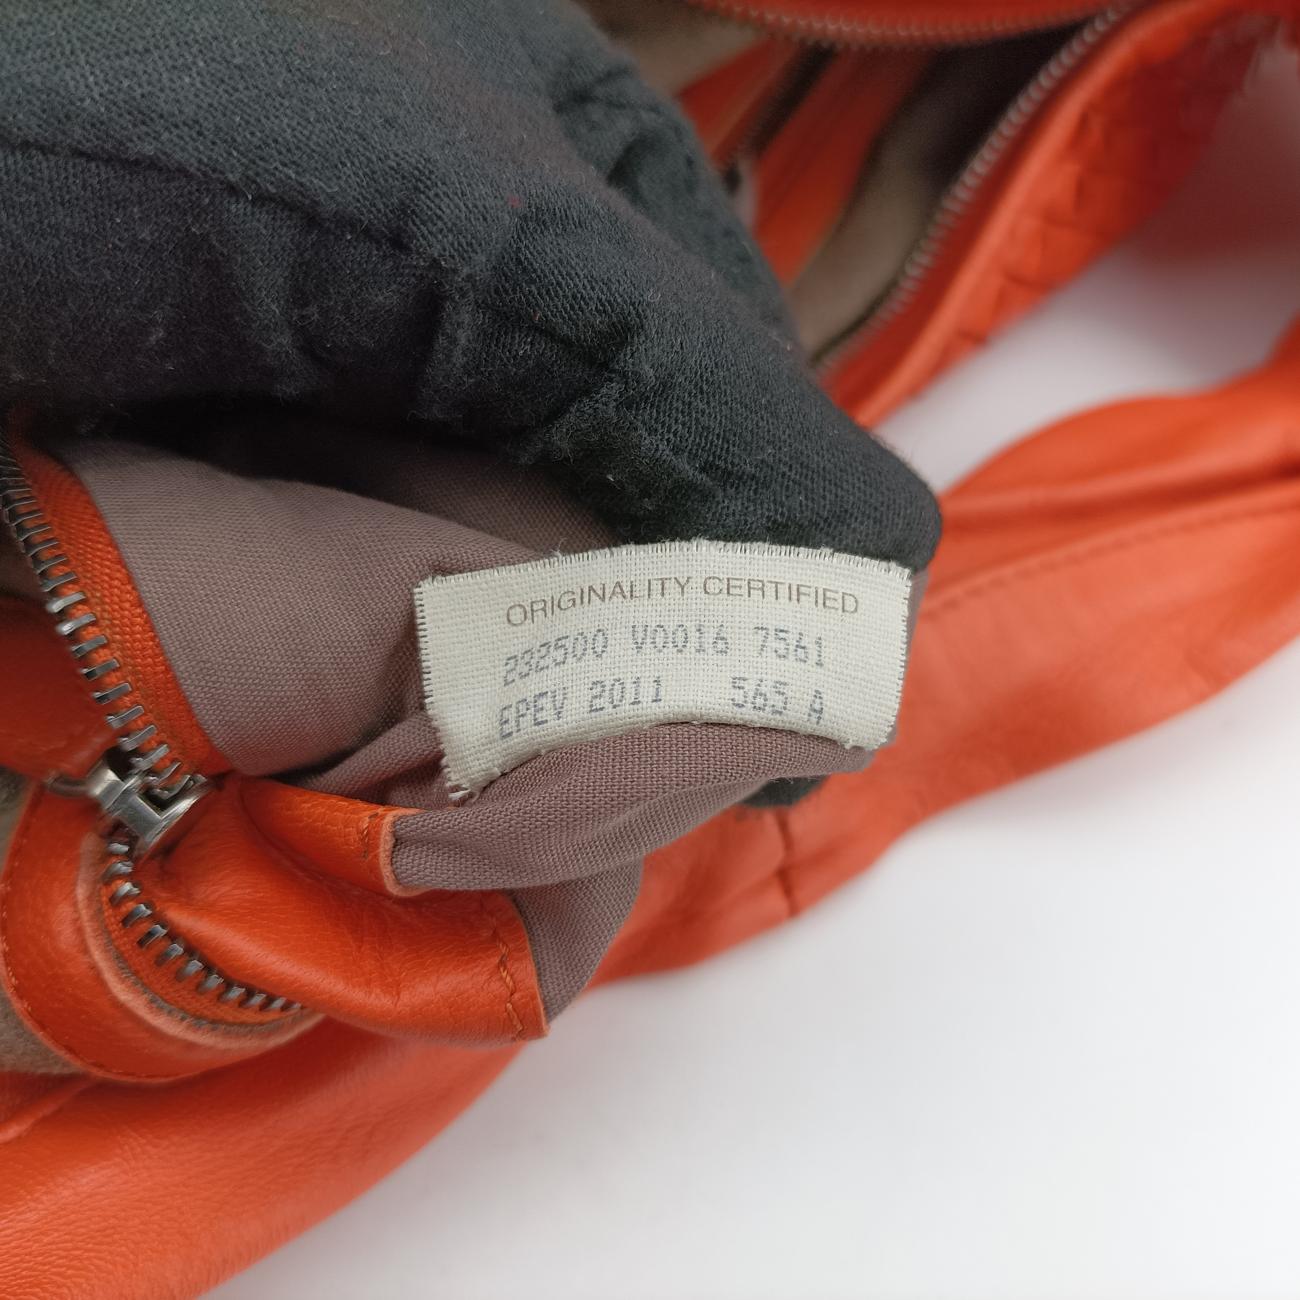 ORIGINALITY CERTIFIED
232500 V0016 7561
EPEV 2011 565 A